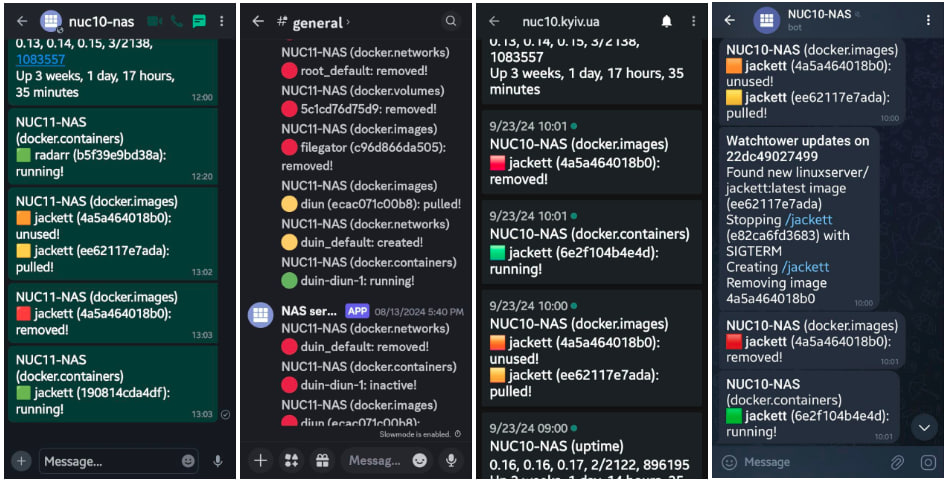 nuc10-nas
0.13, 0.14, 0.15, 3/2138,
1083557
Up 3 weeks, 1 day, 17 hours,
35 minutes
12:00
NUC11-NAS
(docker.containers)
radarr (b5f39e9bd38a):
running!
12:20
NUC11-NAS (docker.images)
jackett (4a5a464018b0):
unused!
jackett (ee62117e7ada):
pulled!
13:02
NUC11-NAS (docker.images)
jackett (4a5a464018b0):
removed!
13:03
NUC11-NAS
(docker.containers)
jackett (190814cda4df):
running!
13:03
Message...
# general ›
NUC11-NAS (docker.networks)
root_default: removed!
NUC11-NAS (docker.volumes)
5c1cd76d75d9: removed!
NUC11-NAS (docker.images)
filegator (c96d866da505):
removed!
NUC11-NAS (docker.images)
diun (ecac071c00b8): pulled!
NUC11-NAS (docker.networks)
duin_default: created!
NUC11-NAS (docker.containers)
duin-diun-1: running!
NAS ser... APP 08/13/2024 5:40 PM
NUC11-NAS (docker.networks)
duin_default: removed!
NUC11-NAS (docker.containers)
duin-diun-1: inactive!
NUC11-NAS (docker.images)
diun (ecac071c00b8):
Slowmode is enabled.
Messag...
nuc10.kyiv.ua
0.13, 0.14, 0.15, 3/2138,
1083557
Up 3 weeks, 1 day, 17 hours, 35
minutes
9/23/24 10:01
NUC10-NAS (docker.images)
jackett (4a5a464018b0):
removed!
9/23/24 10:01
NUC10-NAS (docker.containers)
jackett (6e2f104b4e4d):
running!
9/23/24 10:00
NUC10-NAS (docker.images)
jackett (4a5a464018b0):
unused!
jackett (ee62117e7ada):
pulled!
9/23/24 09:00
NUC10-NAS (uptime)
0.16, 0.16, 0.17, 2/2122, 896195
Up 3 weeks, 1 day, 14 hours, 35
NUC10-NAS
bot
NUC10-NAS (docker.images)
jackett (4a5a464018b0):
unused!
jackett (ee62117e7ada):
pulled!
10:00
Watchtower updates on
22dc49027499
Found new linuxserver/
jackett:latest image
(ee62117e7ada)
Stopping /jackett
(e82ca6fd3683) with
SIGTERM
Creating /jackett
Removing image
4a5a464018b0
10:00
NUC10-NAS (docker.images)
jackett (4a5a464018b0):
removed!
10:01
NUC10-NAS
(docker.containers)
jackett (6e2f104b4e4d):
running!
10:01
Message